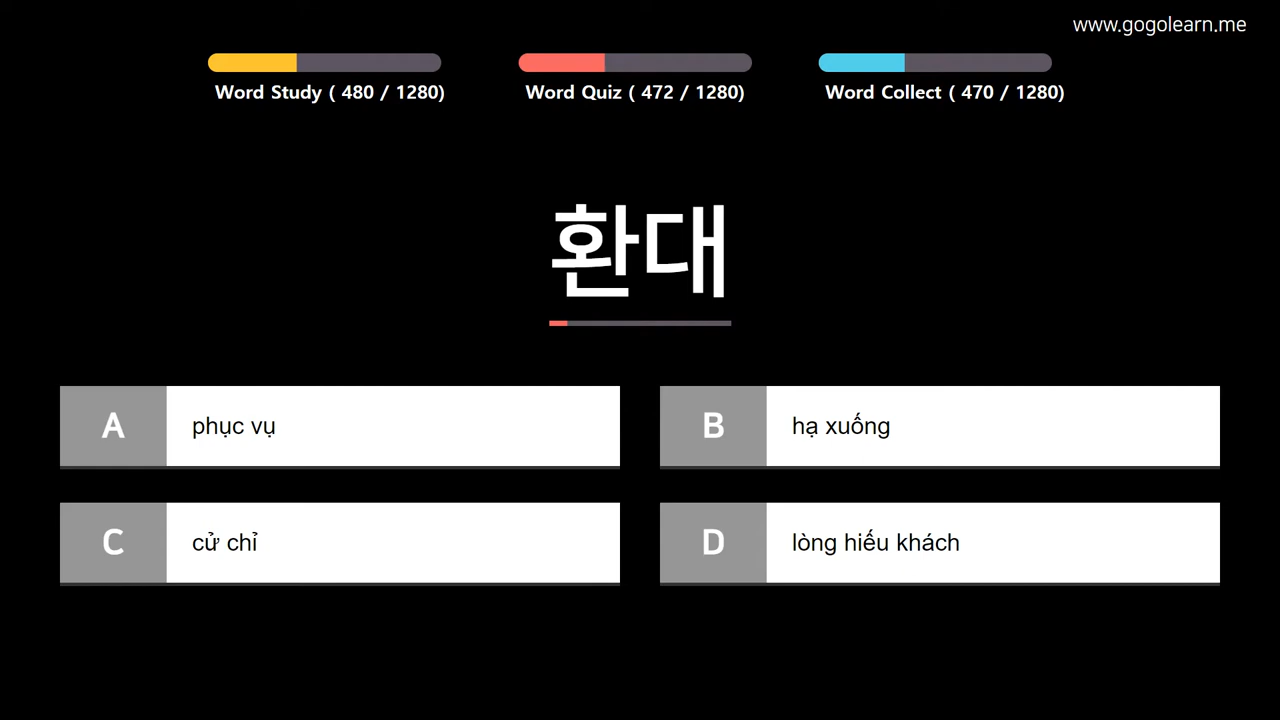 www.gogolearn.me
Word Study ( 480 / 1280)
Word Quiz ( 472 / 1280)
Word Collect ( 470 / 1280)
환대
A phục vụ
B hạ xuống
C cử chỉ
D lòng hiếu khách